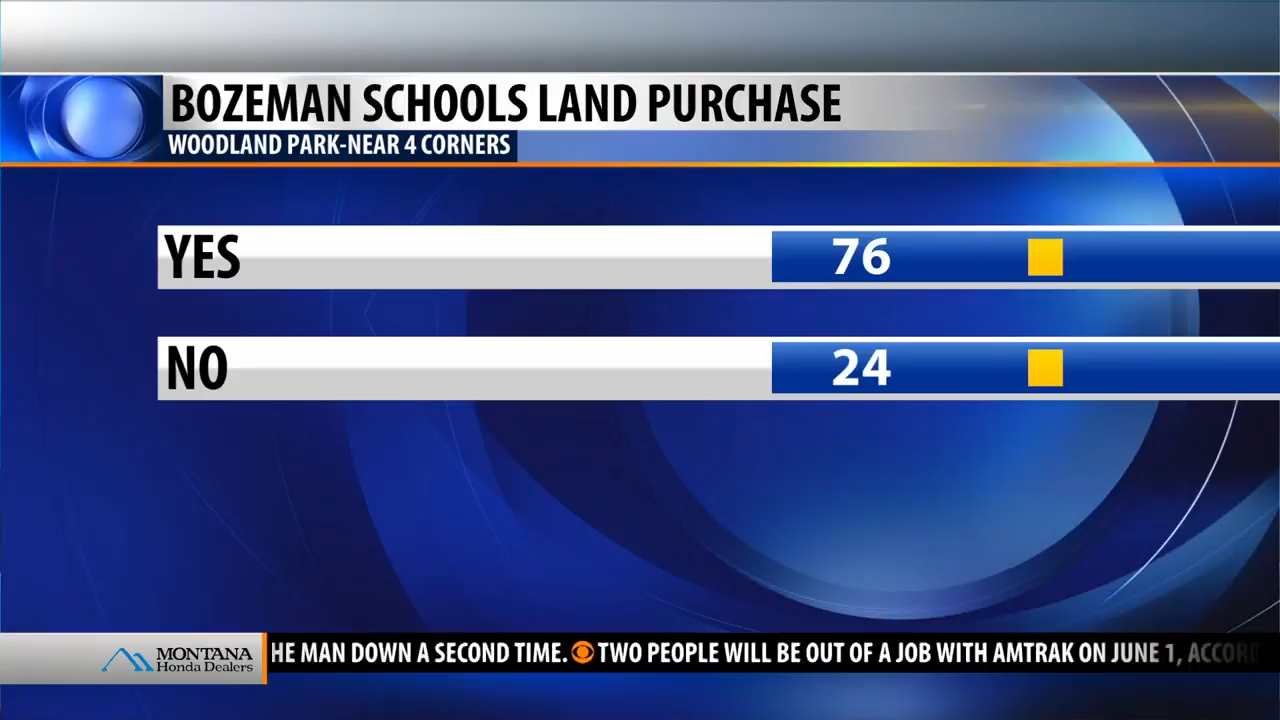 BOZEMAN SCHOOLS LAND PURCHASE
WOODLAND PARK-NEAR 4 CORNERS
YES 76
NO 24
MONTANA
Honda Dealers
HE MAN DOWN A SECOND TIME. TWO PEOPLE WILL BE OUT OF A JOB WITH AMTRAK ON JUNE 1, ACCOR